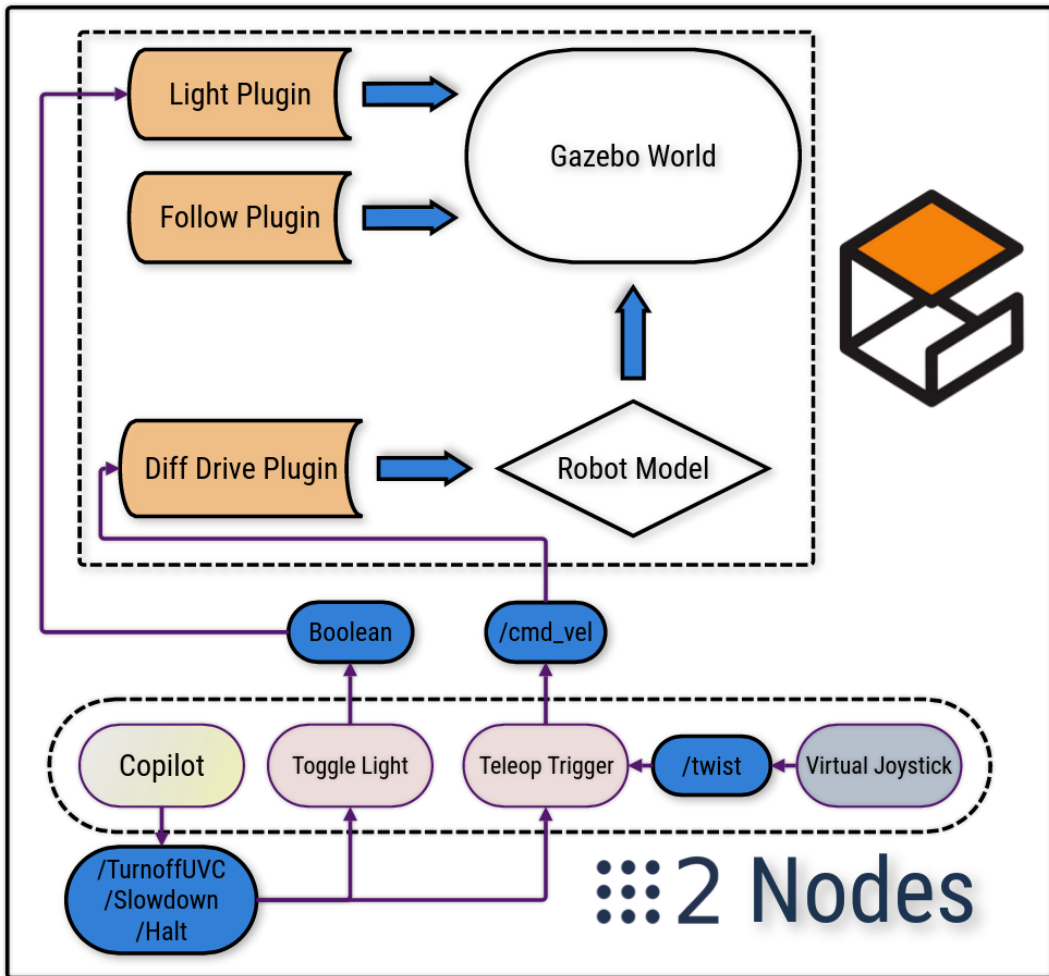 Light Plugin
Gazebo World
Follow Plugin
Diff Drive Plugin
Robot Model
Boolean
/cmd_vel
Copilot
Toggle Light
Teleop Trigger
/twist
Virtual Joystick
/TurnoffUVC
/Slowdown
/Halt
2 Nodes